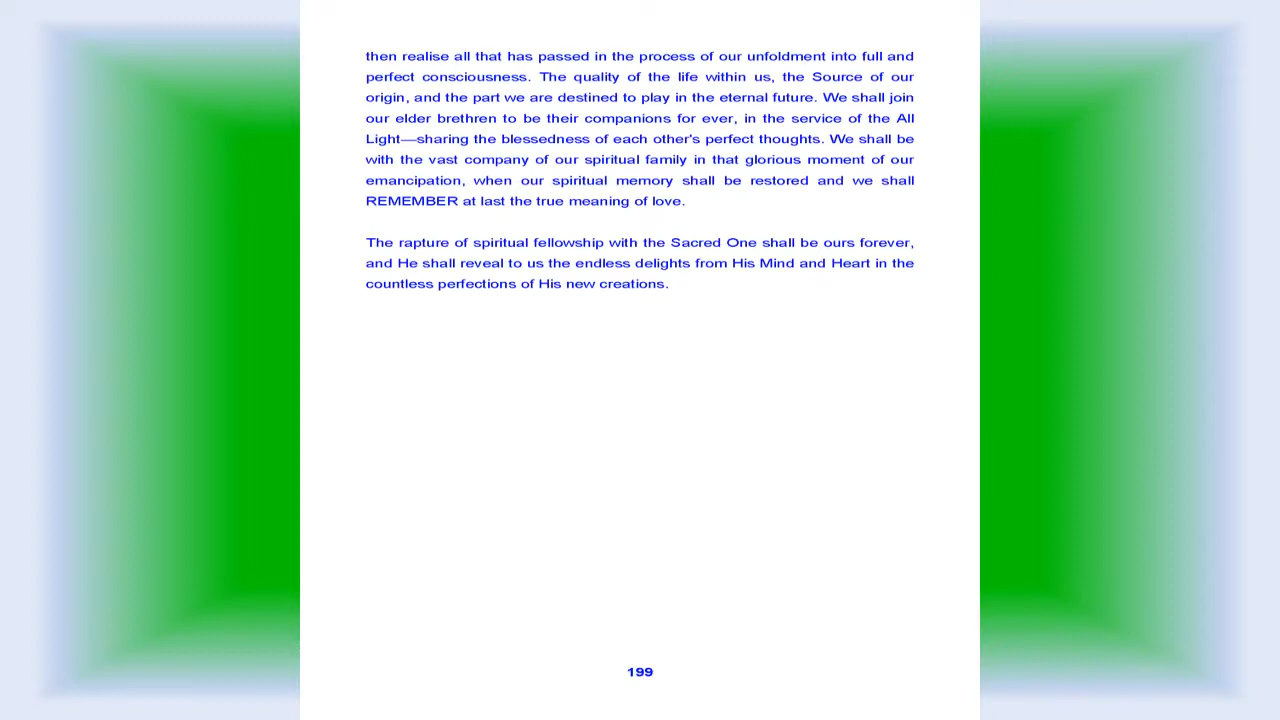 then realise all that has passed in the process of our unfoldment into full and
perfect consciousness. The quality of the life within us, the Source of our
origin, and the part we are destined to play in the eternal future. We shall join
our elder brethren to be their companions for ever, in the service of the All
Light—sharing the blessedness of each other's perfect thoughts. We shall be
with the vast company of our spiritual family in that glorious moment of our
emancipation, when our spiritual memory shall be restored and we shall
REMEMBER at last the true meaning of love.
The rapture of spiritual fellowship with the Sacred One shall be ours forever,
and He shall reveal to us the endless delights from His Mind and Heart in the
countless perfections of His new creations.
199